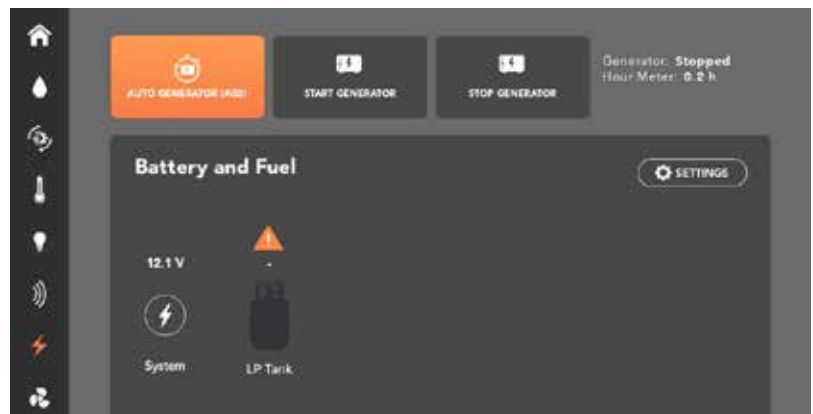 AUTO GENERATOR (AGS)
START GENERATOR
STOP GENERATOR
Generator: Stopped
Hour Meter: 0.2 h
Battery and Fuel
SETTINGS
12.1 V
-
System
LP Tank